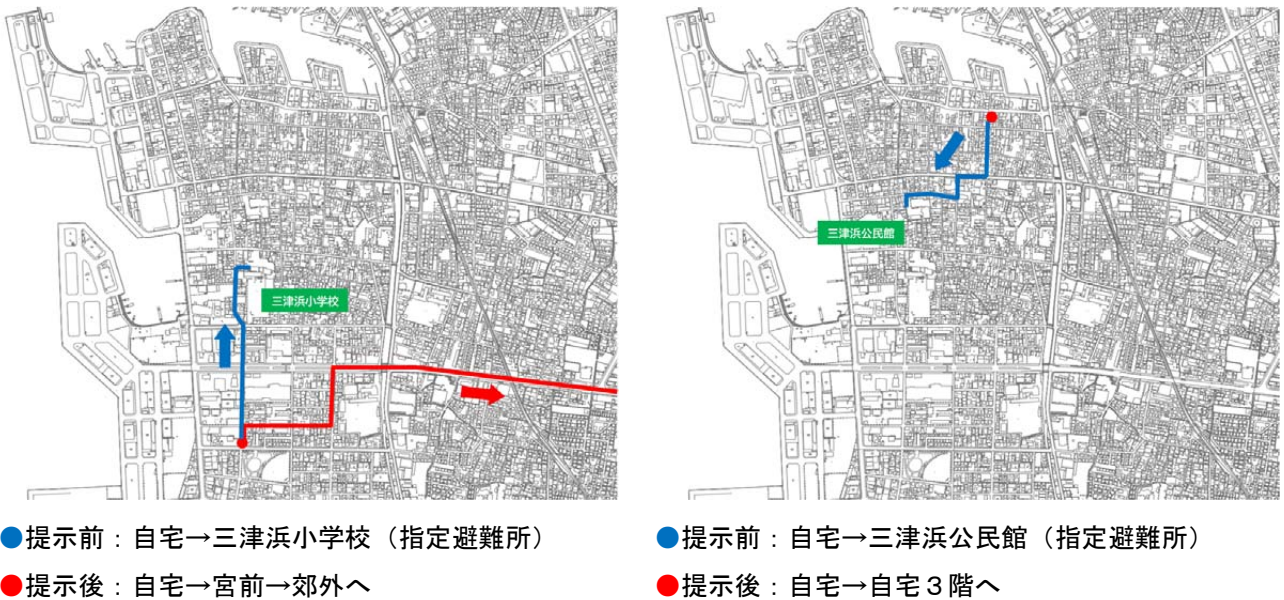 三津浜小学校
三津浜公民館
●提示前：自宅→三津浜小学校（指定避難所）
●提示後：自宅→宮前→郊外へ
●提示前：自宅→三津浜公民館（指定避難所）
●提示後：自宅→自宅３階へ